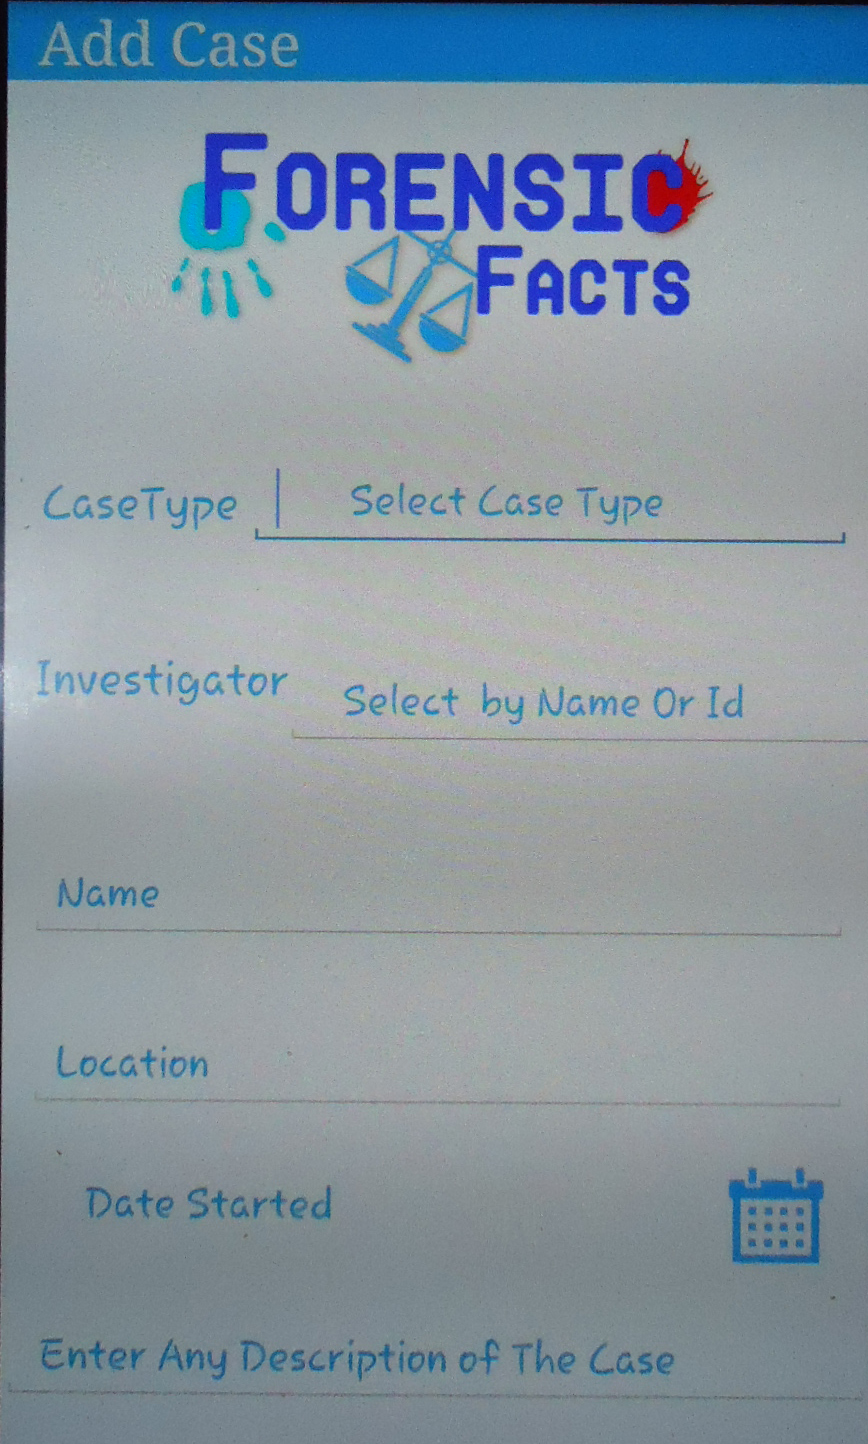 Add Case
FORENSIC
FACTS
CaseType Select Case Type
Investigator Select by Name Or Id
Name
Location
Date Started
Enter Any Description of The Case